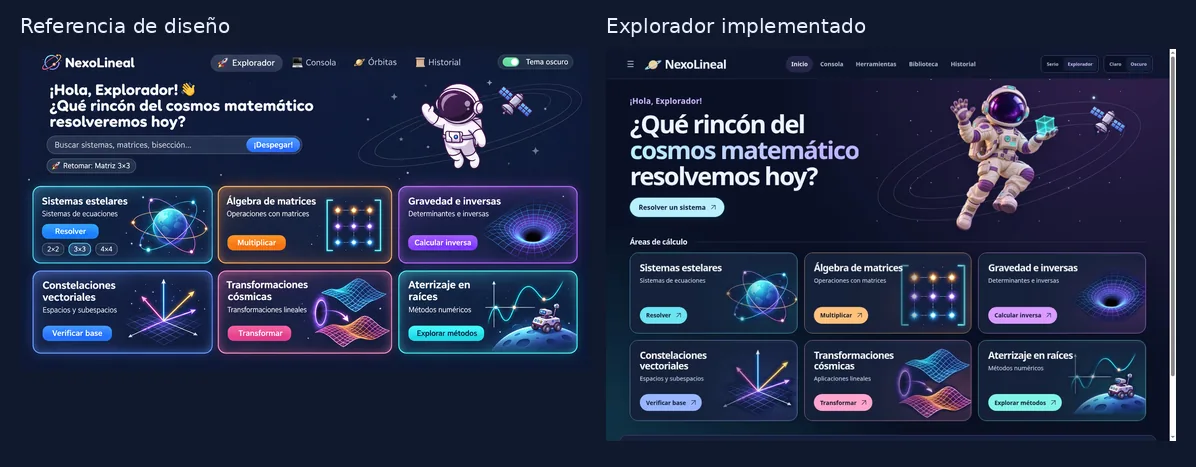 Referencia de diseño
NexoLineal
Explorador
Consola
Órbitas
Historial
Tema oscuro
¡Hola, Explorador!
¿Qué rincón del cosmos matemático
resolveremos hoy?
Buscar sistemas, matrices, bisección...
¡Despegar!
Retomar: Matriz 3×3
Sistemas estelares
Sistemas de ecuaciones
Resolver
2×2
3×3
4×4
Álgebra de matrices
Operaciones con matrices
Multiplicar
Gravedad e inversas
Determinantes e inversas
Calcular inversa
Constelaciones
vectoriales
Espacios y subespacios
Verificar base
Transformaciones
cósmicas
Transformaciones lineales
Transformar
Aterrizaje en
raíces
Métodos numéricos
Explorar métodos
Explorador implementado
NexoLineal
Inicio
Consola
Herramientas
Biblioteca
Historial
Serio
Explorador
Claro
Oscuro
¡Hola, Explorador!
¿Qué rincón del
cosmos matemático
resolvemos hoy?
Resolver un sistema
Áreas de cálculo
Sistemas estelares
Sistemas de ecuaciones
Resolver
Álgebra de matrices
Operaciones con matrices
Multiplicar
Gravedad e inversas
Determinantes e inversas
Calcular inversa
Constelaciones
vectoriales
Espacios y subespacios
Verificar base
Transformaciones
cósmicas
Aplicaciones lineales
Transformar
Aterrizaje en raíces
Métodos numéricos
Explorar métodos